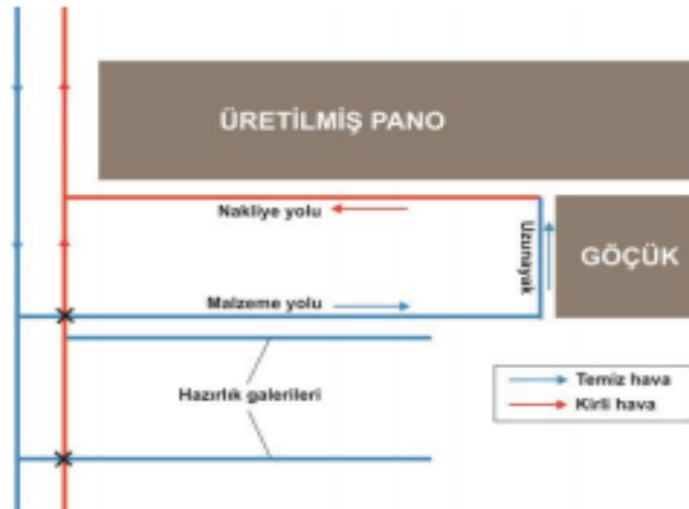 ÜRETİLMİŞ PANO
Nakliye yolu
Uzunayak
GÖÇÜK
Malzeme yolu
Hazırlık galerileri
Temiz hava
Kirli hava